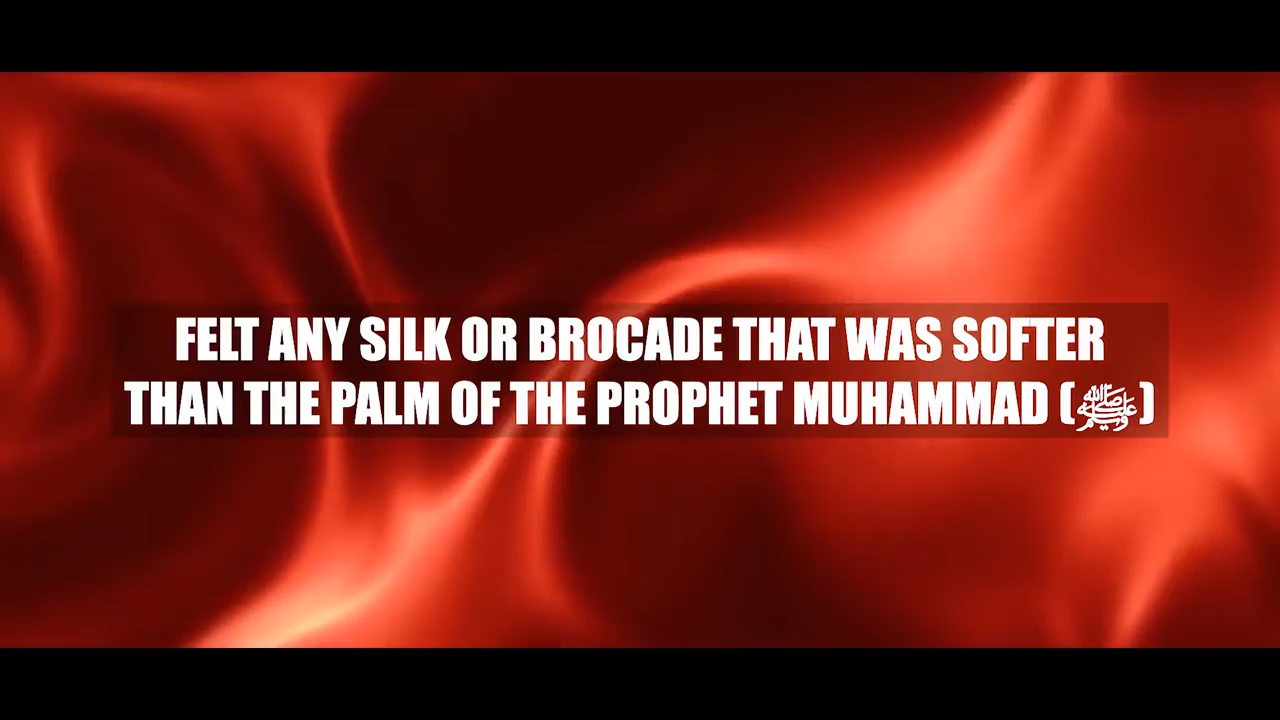 FELT ANY SILK OR BROCADE THAT WAS SOFTER
THAN THE PALM OF THE PROPHET MUHAMMAD (ﷺ)